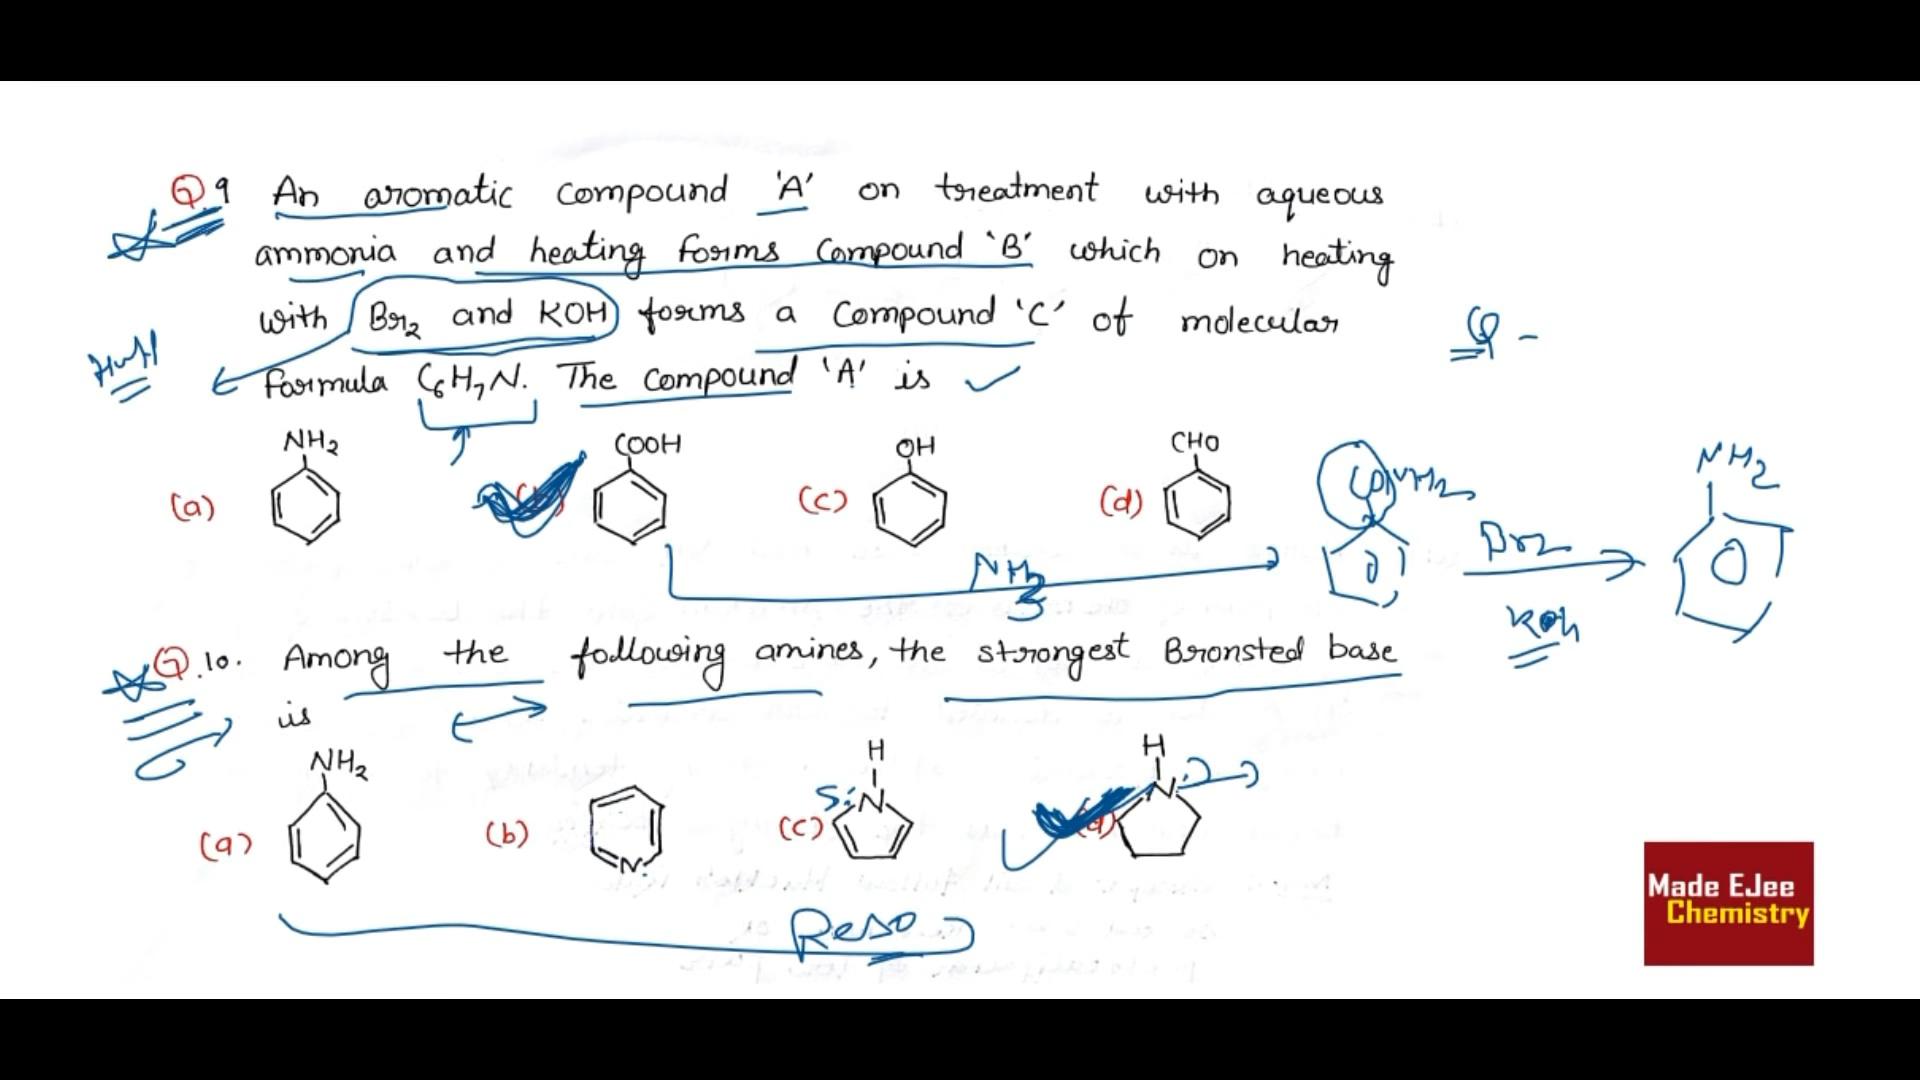 Q.9 An aromatic compound 'A' on treatment with aqueous
ammonia and heating forms compound 'B' which on heating
with Br₂ and KOH forms a compound 'C' of molecular
formula C₆H₇N. The compound 'A' is
Q -
NH₂
COOH
OH
CHO
CONH₂
NH₂
(a)
(c)
(d)
NH₃
Br₂
KOH
Q.10. Among the following amines, the strongest Bronsted base
is
NH₂
H
H
N
N
(a)
(b)
(c)
(d)
N
Reso
Made EJee
Chemistry